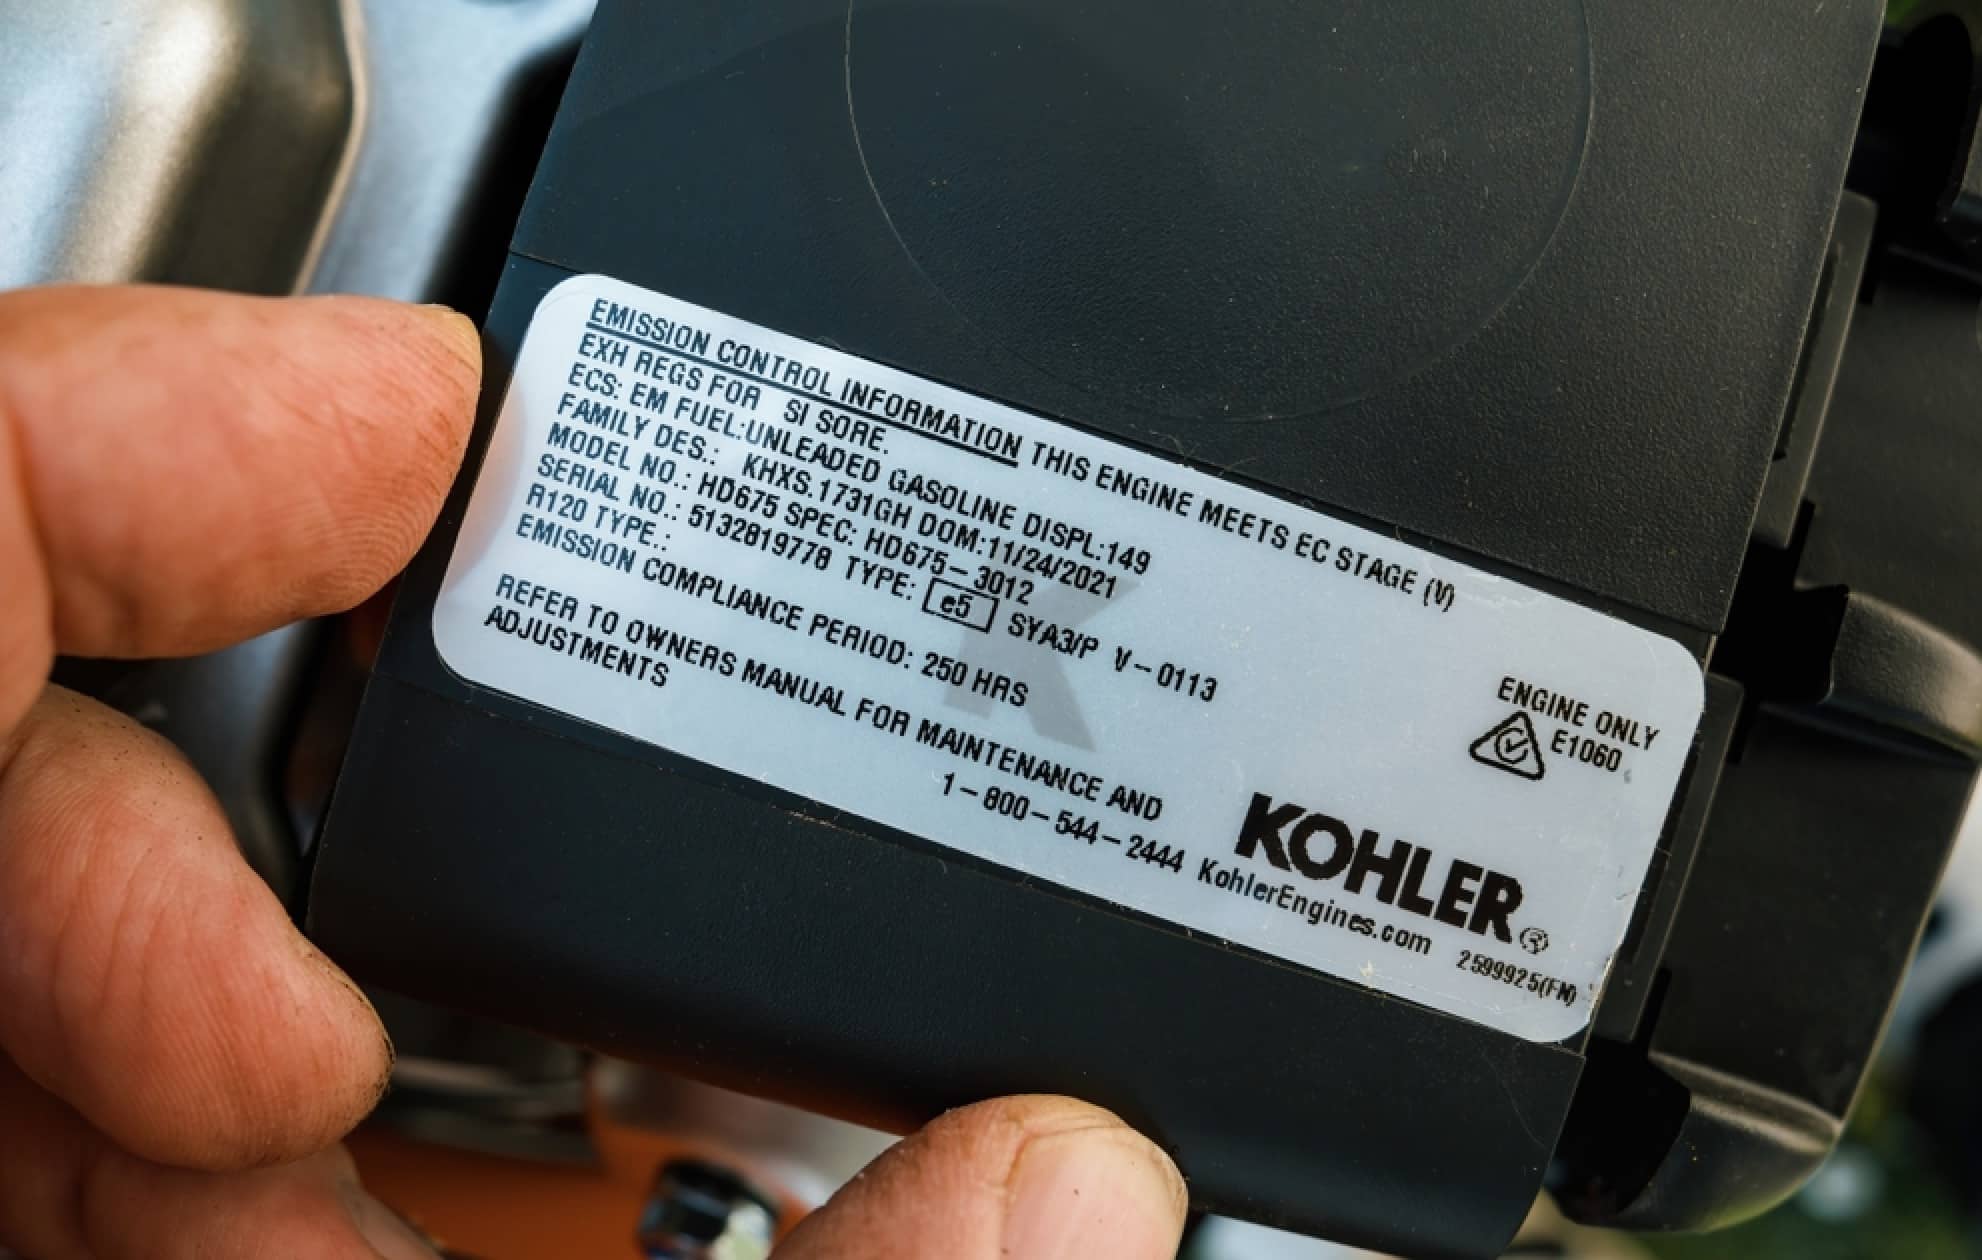 EMISSION CONTROL INFORMATION THIS ENGINE MEETS EC STAGE (V)
EXH REGS FOR SI SORE.
ECS: EM FUEL:UNLEADED GASOLINE DISPL:149
FAMILY DES.: KHXS.1731GH DOM:11/24/2021
MODEL NO.: HD675 SPEC: HD675-3012
SERIAL NO.: 5132819778 TYPE: e5 SYA3/P V-0113
R120 TYPE.:
EMISSION COMPLIANCE PERIOD: 250 HRS
REFER TO OWNERS MANUAL FOR MAINTENANCE AND
ADJUSTMENTS
1-800-544-2444 KohlerEngines.com
ENGINE ONLY
E1060
KOHLER®
2599925(FN)
K